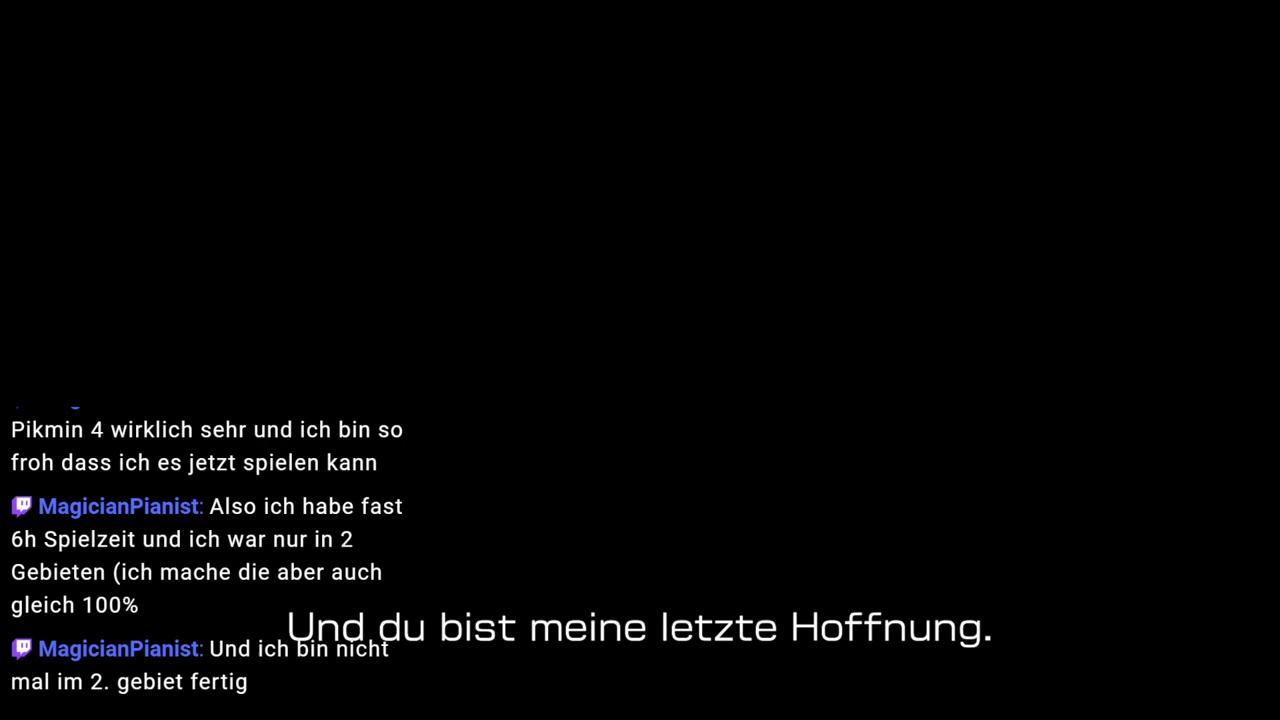 Pikmin 4 wirklich sehr und ich bin so
froh dass ich es jetzt spielen kann
MagicianPianist: Also ich habe fast
6h Spielzeit und ich war nur in 2
Gebieten (ich mache die aber auch
gleich 100%
Und du bist meine letzte Hoffnung.
MagicianPianist: Und ich bin nicht
mal im 2. gebiet fertig